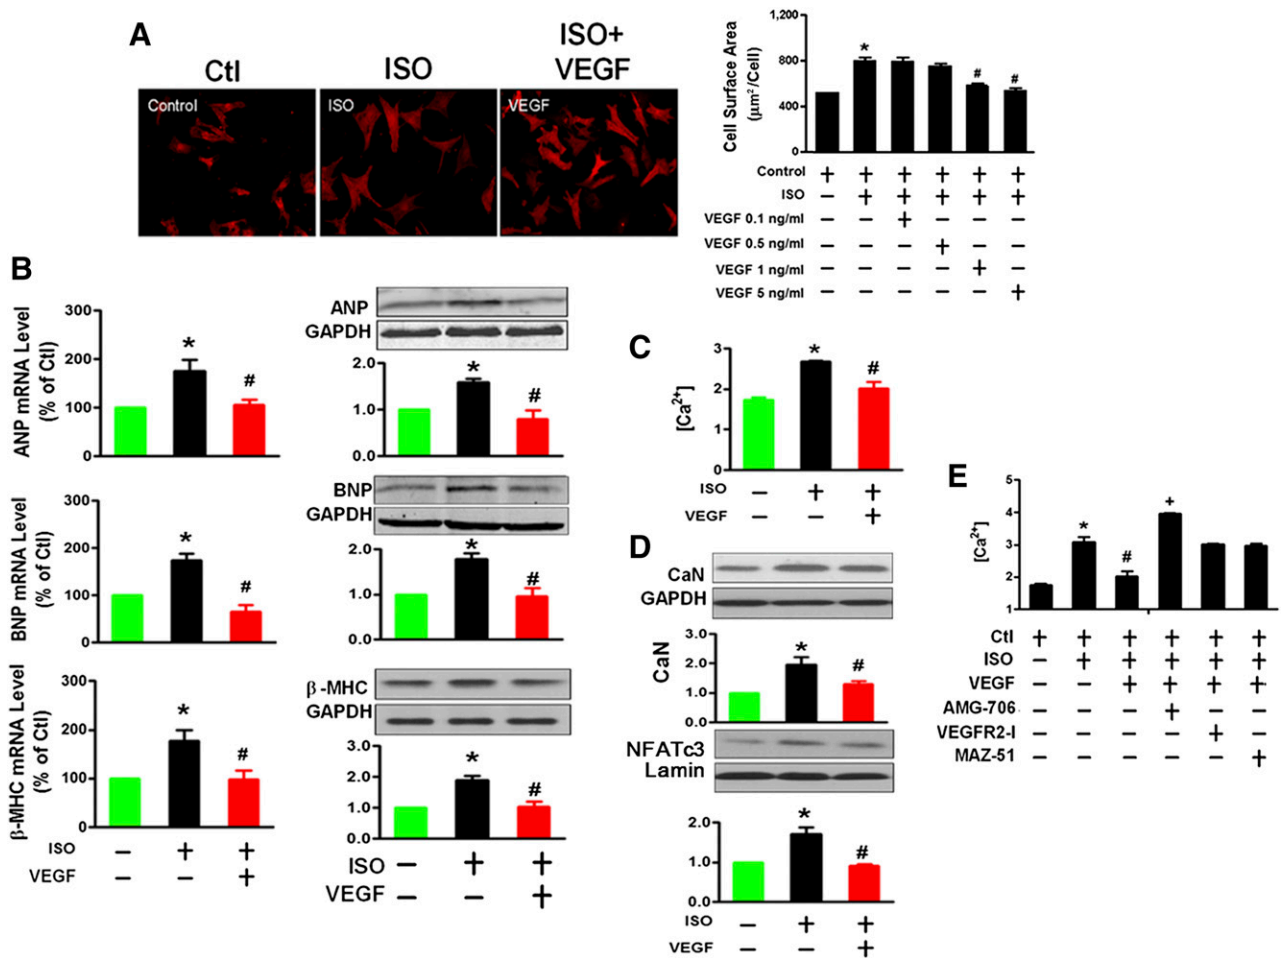 A
Ctl
ISO
ISO+
VEGF
Control
ISO
VEGF
Cell Surface Area
(μm²/Cell)
1,200
800
400
0
*
#
#
Control + + + + + +
ISO − + + + + +
VEGF 0.1 ng/ml − − + − − −
VEGF 0.5 ng/ml − − − + − −
VEGF 1 ng/ml − − − − + −
VEGF 5 ng/ml − − − − − +
B
ANP mRNA Level
(% of Ctl)
300
200
100
0
*
#
BNP mRNA Level
(% of Ctl)
300
200
100
0
*
#
β-MHC mRNA Level
(% of Ctl)
300
200
100
0
*
#
ISO − + +
VEGF − − +
ANP
GAPDH
2.0
1.0
0.0
*
#
BNP
GAPDH
2.0
1.0
0.0
*
#
β-MHC
GAPDH
3.0
2.0
1.0
0.0
*
#
ISO − + +
VEGF − − +
C
[Ca²⁺]
3
2
1
0
*
#
ISO − + +
VEGF − − +
D
CaN
GAPDH
CaN
3.0
2.0
1.0
0.0
*
#
NFATc3
Lamin
2.0
1.0
0.0
*
#
ISO − + +
VEGF − − +
E
[Ca²⁺]
5
4
3
2
1
*
#
+
Ctl + + + + + +
ISO − + + + + +
VEGF − − + + + +
AMG-706 − − − + − −
VEGFR2-I − − − − + −
MAZ-51 − − − − − +